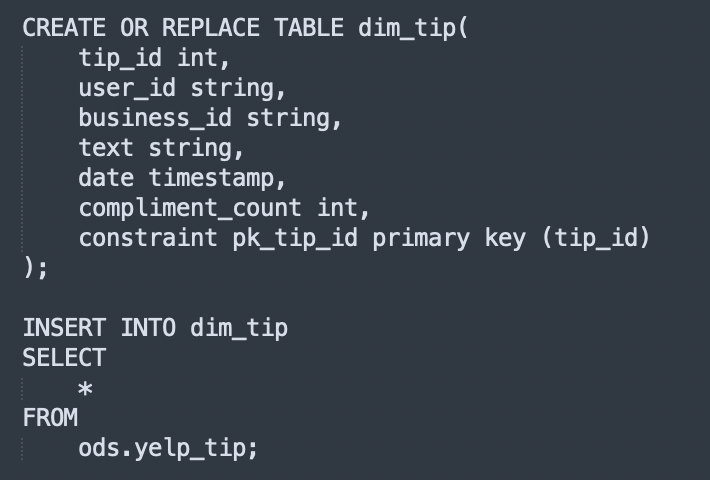 CREATE OR REPLACE TABLE dim_tip(
    tip_id int,
    user_id string,
    business_id string,
    text string,
    date timestamp,
    compliment_count int,
    constraint pk_tip_id primary key (tip_id)
);

INSERT INTO dim_tip
SELECT
    *
FROM
    ods.yelp_tip;